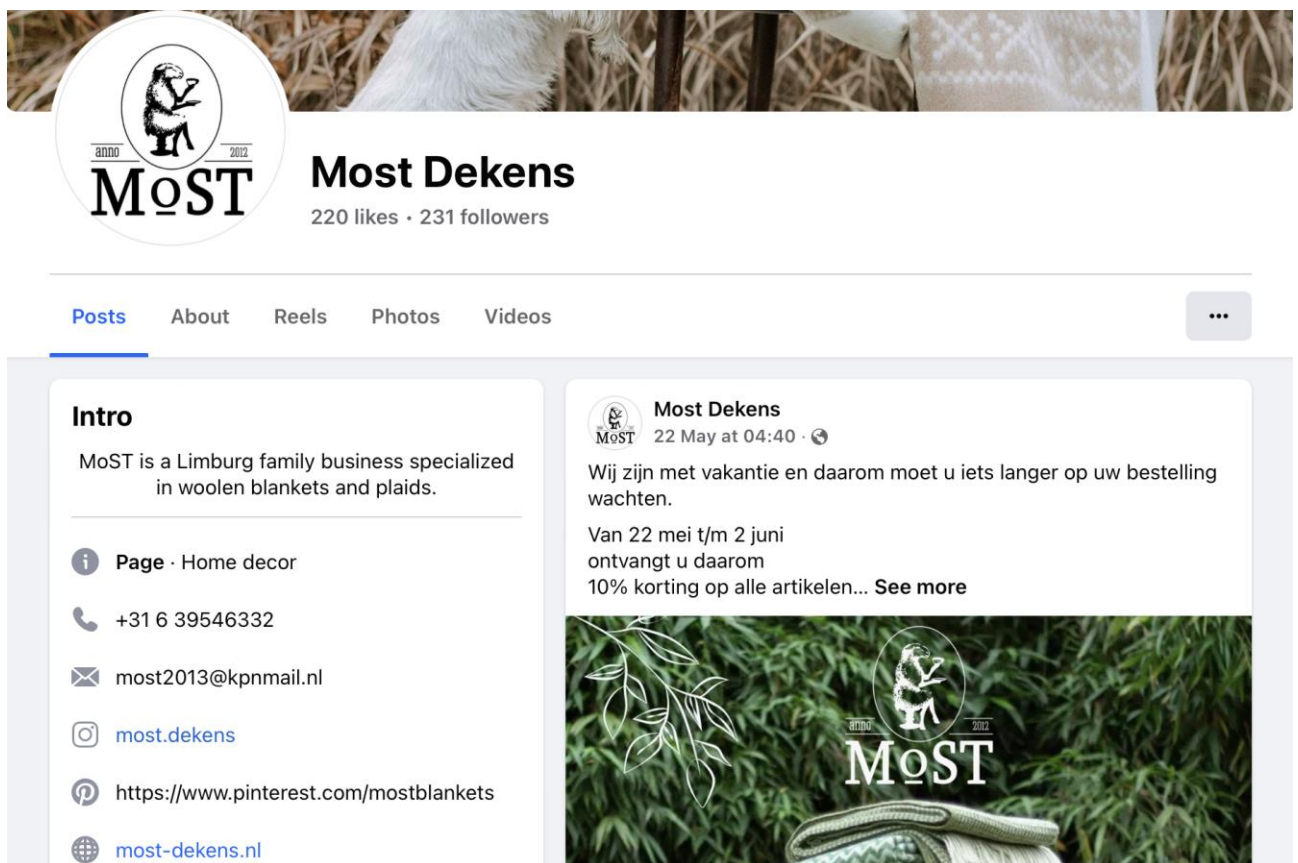 anno 2012
MoST
Most Dekens
220 likes · 231 followers
Posts About Reels Photos Videos
Intro
MoST is a Limburg family business specialized
in woolen blankets and plaids.
Page · Home decor
+31 6 39546332
most2013@kpnmail.nl
most.dekens
https://www.pinterest.com/mostblankets
most-dekens.nl
MoST
Most Dekens
22 May at 04:40 ·
Wij zijn met vakantie en daarom moet u iets langer op uw bestelling
wachten.
Van 22 mei t/m 2 juni
ontvangt u daarom
10% korting op alle artikelen... See more
anno 2012
MoST